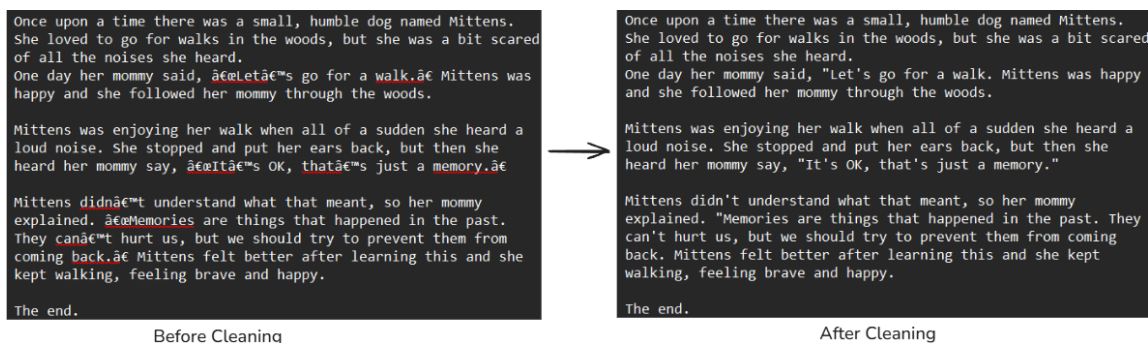 Once upon a time there was a small, humble dog named Mittens.
She loved to go for walks in the woods, but she was a bit scared
of all the noises she heard.
One day her mommy said, â€œLetâ€™s go for a walk.â€ Mittens was
happy and she followed her mommy through the woods.
Mittens was enjoying her walk when all of a sudden she heard a
loud noise. She stopped and put her ears back, but then she
heard her mommy say, â€œItâ€™s OK, thatâ€™s just a memory.â€
Mittens didnâ€™t understand what that meant, so her mommy
explained. â€œMemories are things that happened in the past.
They canâ€™t hurt us, but we should try to prevent them from
coming back.â€ Mittens felt better after learning this and she
kept walking, feeling brave and happy.
The end.
Before Cleaning
Once upon a time there was a small, humble dog named Mittens.
She loved to go for walks in the woods, but she was a bit scared
of all the noises she heard.
One day her mommy said, "Let's go for a walk. Mittens was happy
and she followed her mommy through the woods.
Mittens was enjoying her walk when all of a sudden she heard a
loud noise. She stopped and put her ears back, but then she
heard her mommy say, "It's OK, that's just a memory."
Mittens didn't understand what that meant, so her mommy
explained. "Memories are things that happened in the past. They
can't hurt us, but we should try to prevent them from coming
back. Mittens felt better after learning this and she kept
walking, feeling brave and happy.
The end.
After Cleaning